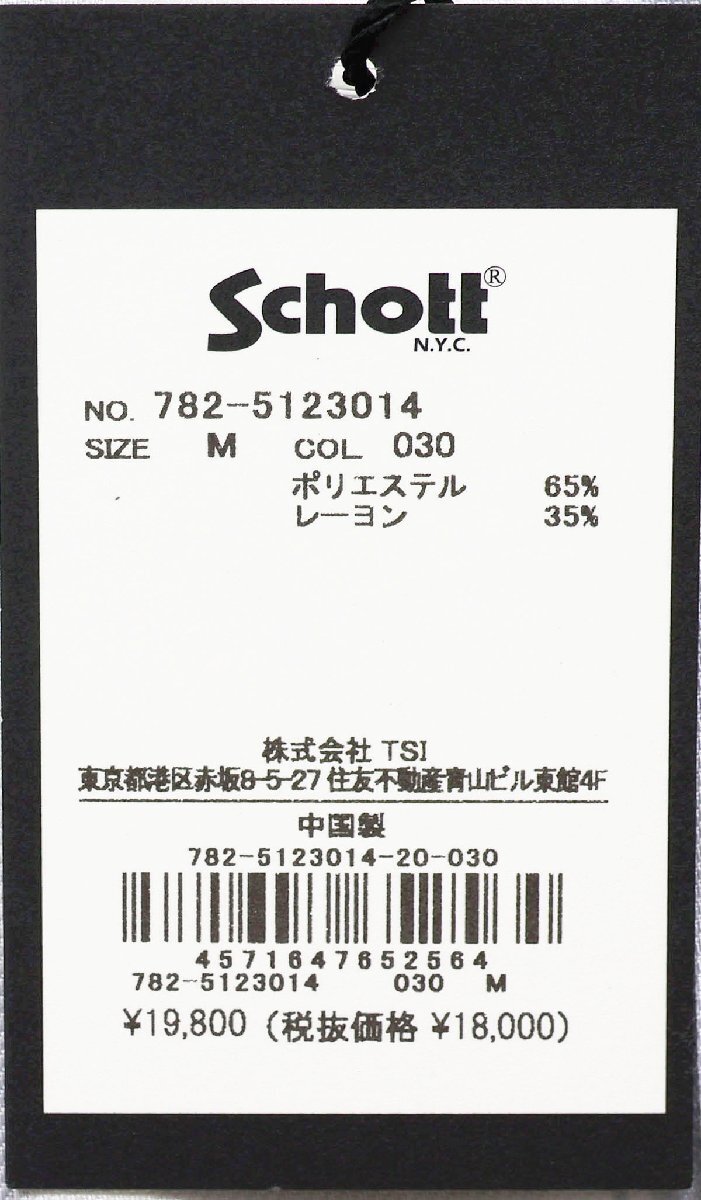 Schott®
N.Y.C.
NO. 782-5123014
SIZE M COL 030
ポリエステル 65%
レーヨン 35%
株式会社 TSI
東京都港区赤坂8-5-27 住友不動産青山ビル東館4F
中国製
782-5123014-20-030
4571647652564
782-5123014 030 M
¥19,800 (税抜価格 ¥18,000)